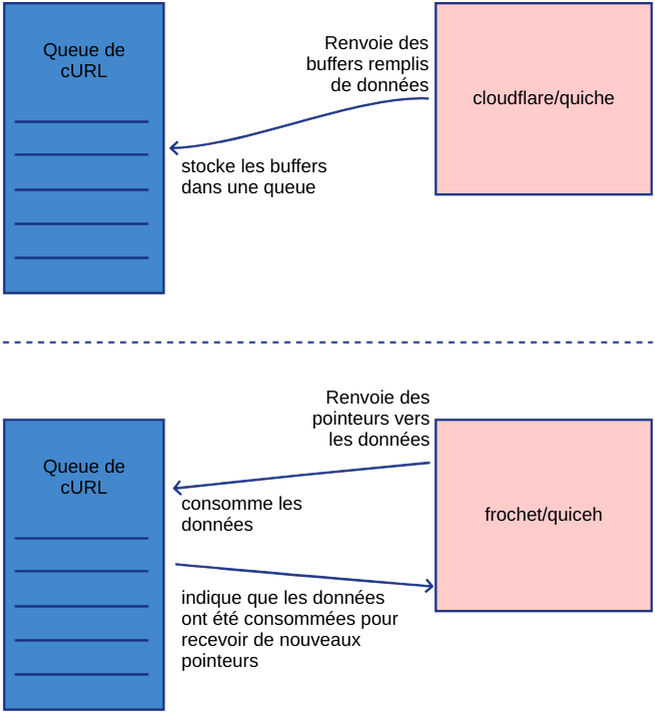 Queue de
cURL
Renvoie des
buffers remplis
de données
cloudflare/quiche
stocke les buffers
dans une queue
Renvoie des
pointeurs vers
les données
Queue de
cURL
consomme les
données
frochet/quiceh
indique que les données
ont été consommées pour
recevoir de nouveaux
pointeurs